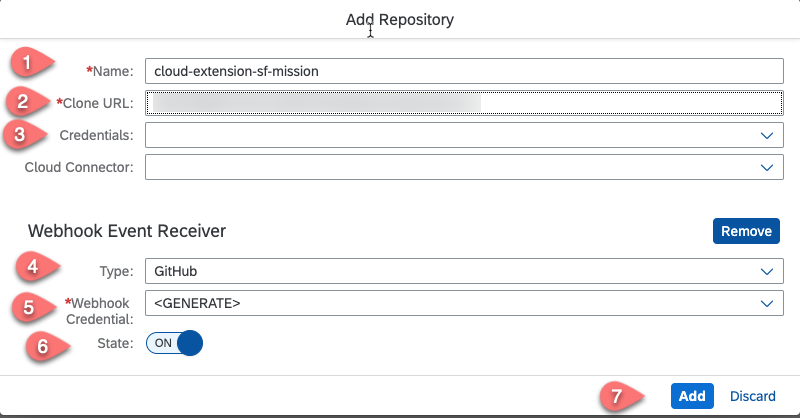 Add Repository
1 *Name: cloud-extension-sf-mission
2 *Clone URL:
3 Credentials:
Cloud Connector:
Webhook Event Receiver Remove
4 Type: GitHub
5 *Webhook Credential: <GENERATE>
6 State: ON
7 Add Discard